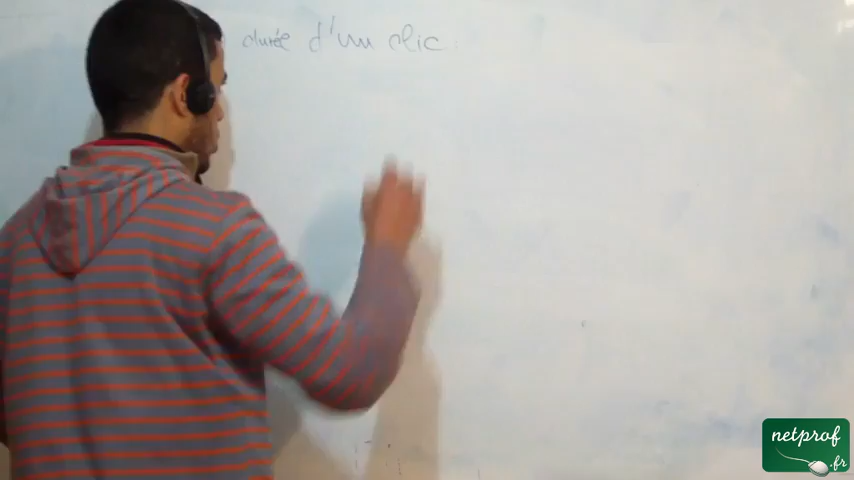 durée d'un clic.
netprof
.fr